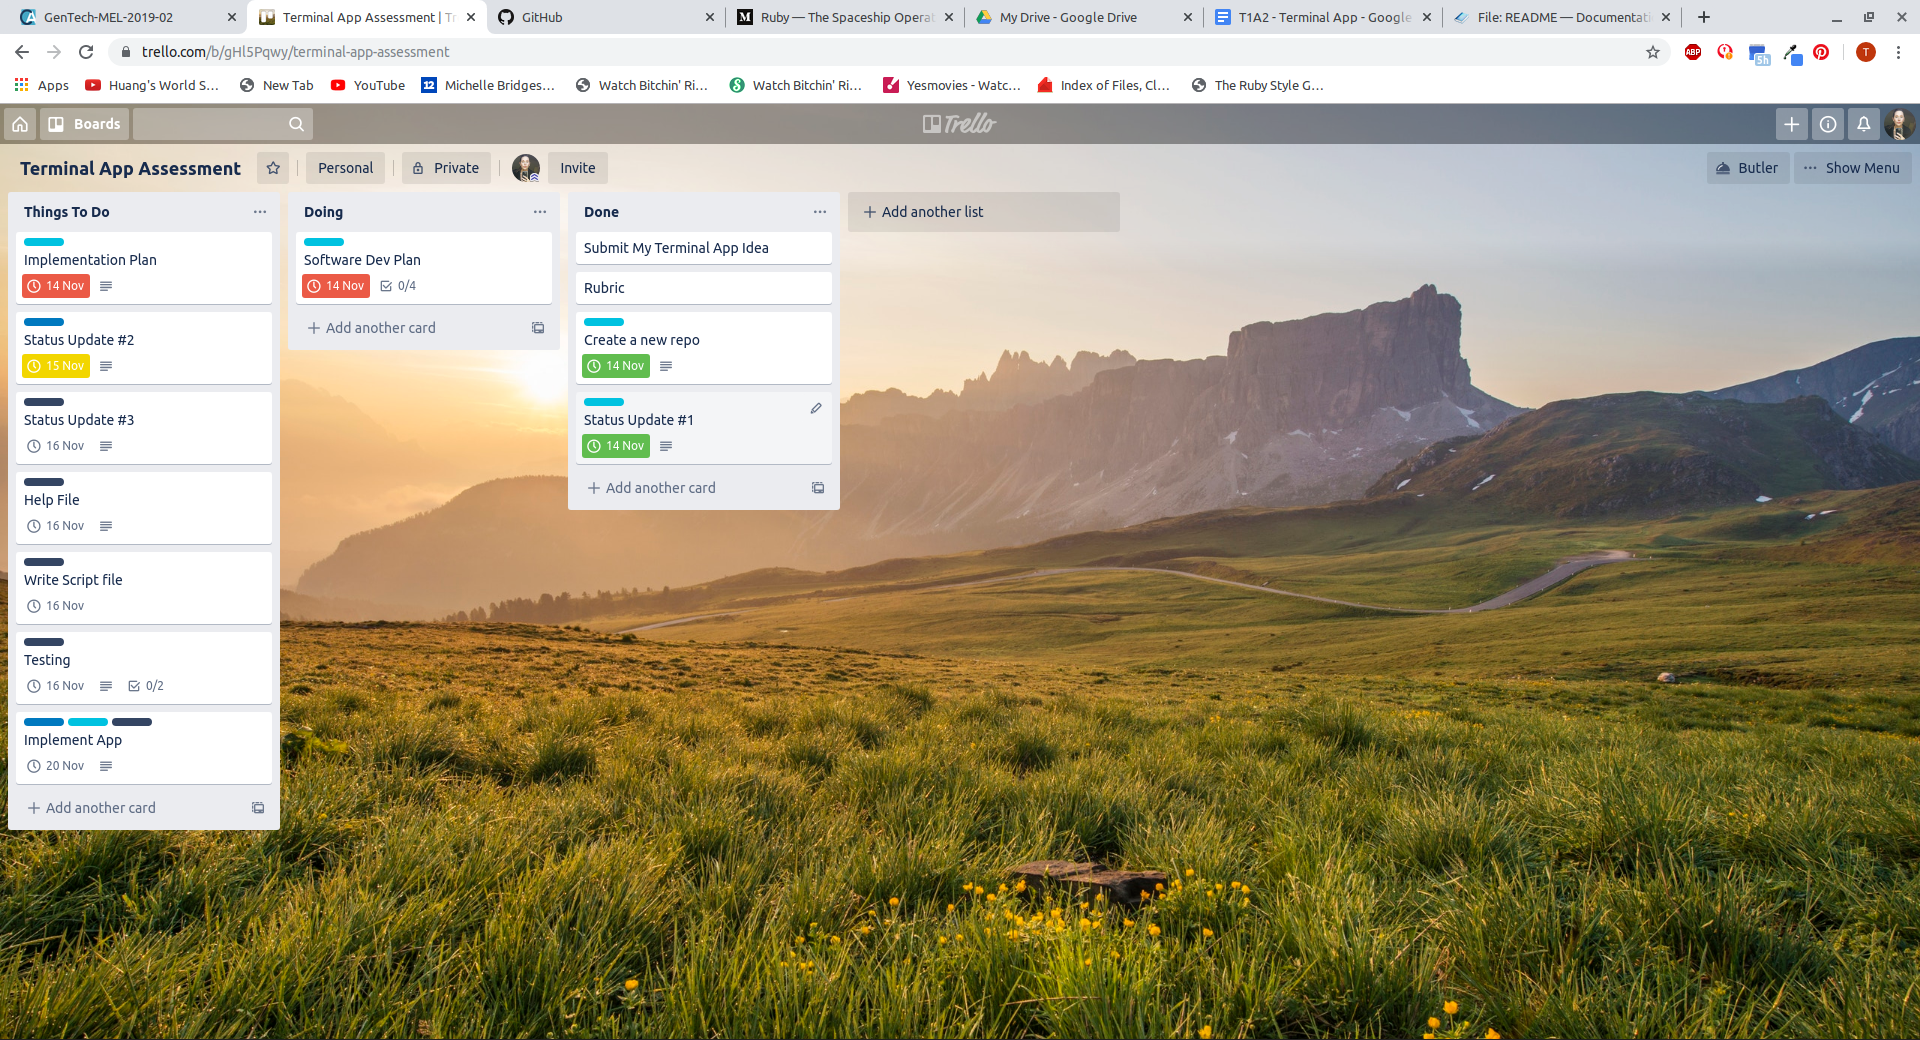 GenTech-MEL-2019-02
Terminal App Assessment | Tr
GitHub
Ruby — The Spaceship Operat
My Drive - Google Drive
T1A2 - Terminal App - Google
File: README — Documentati
trello.com/b/gHl5Pqwy/terminal-app-assessment
ABP
5h
T
Apps
Huang's World S...
New Tab
YouTube
12
Michelle Bridges...
Watch Bitchin' Ri...
Watch Bitchin' Ri...
Yesmovies - Watc...
Index of Files, Cl...
The Ruby Style G...
Boards
Trello
Terminal App Assessment
Personal
Private
Invite
Butler
Show Menu
Things To Do
Implementation Plan
14 Nov
Status Update #2
15 Nov
Status Update #3
16 Nov
Help File
16 Nov
Write Script file
16 Nov
Testing
16 Nov
0/2
Implement App
20 Nov
+ Add another card
Doing
Software Dev Plan
14 Nov
0/4
+ Add another card
Done
Submit My Terminal App Idea
Rubric
Create a new repo
14 Nov
Status Update #1
14 Nov
+ Add another card
+ Add another list